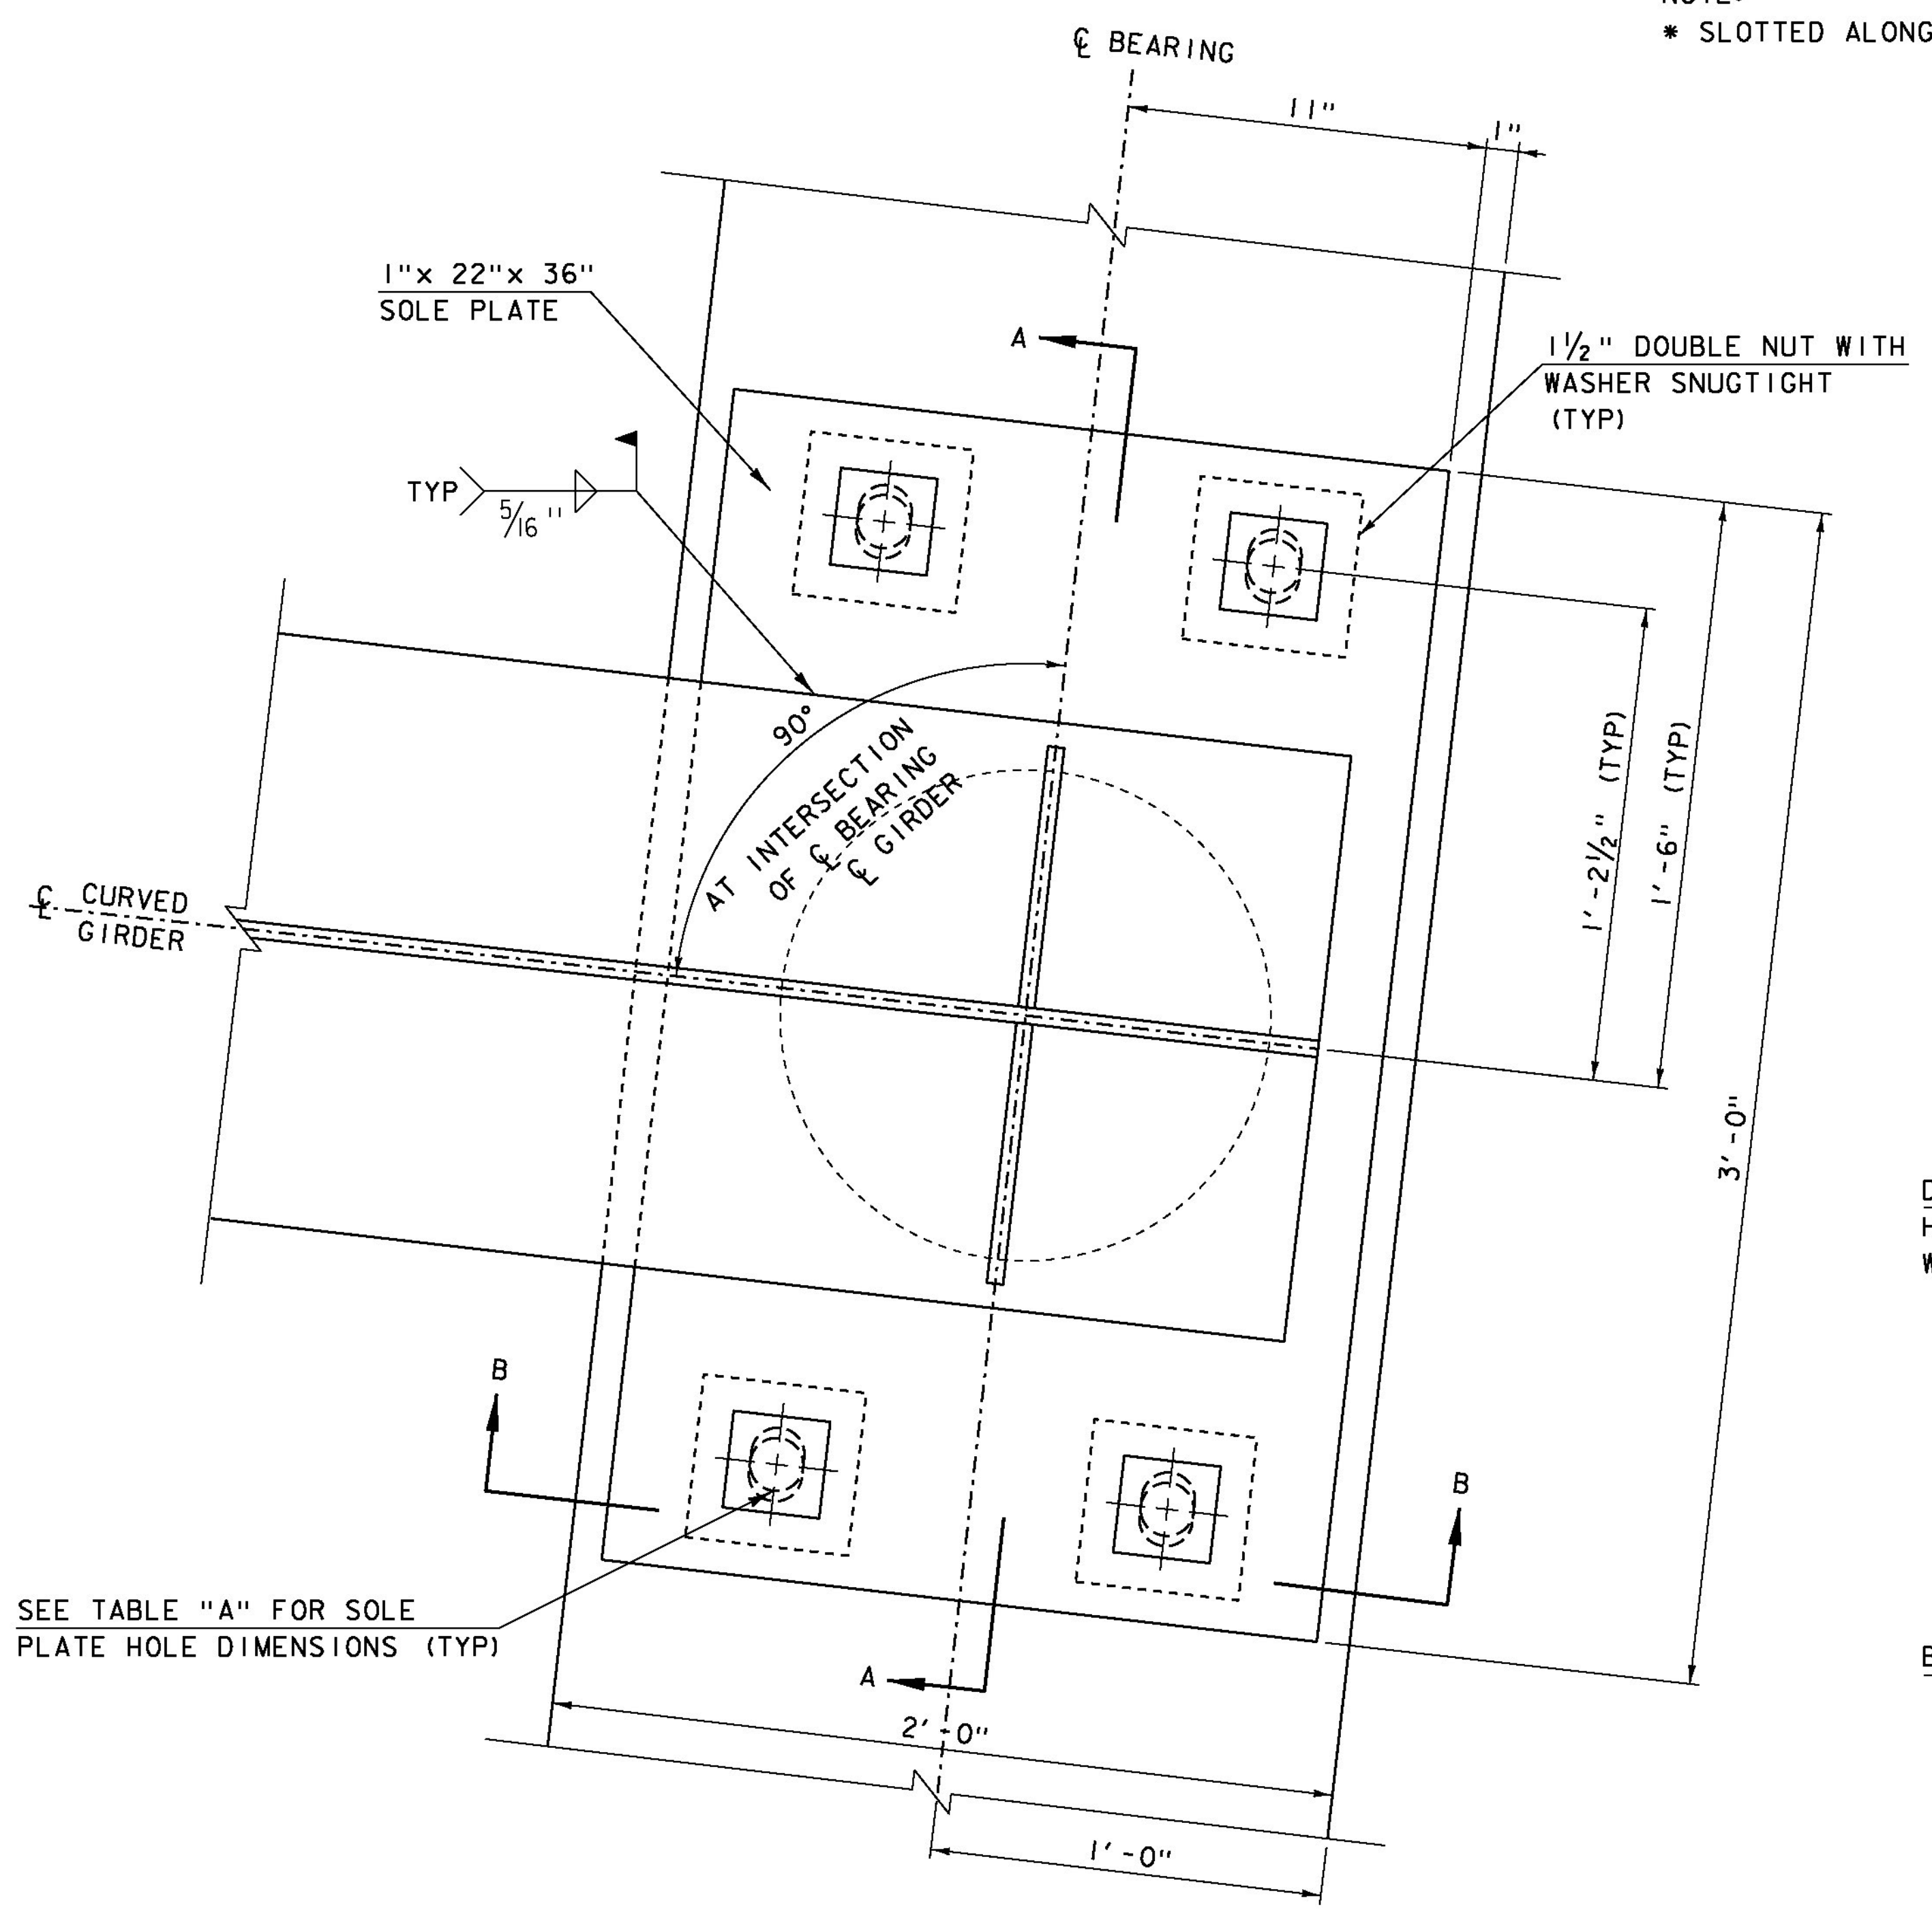 * SLOTTED ALONG
℄ BEARING
11"
1"
1"x 22"x 36"
SOLE PLATE
A
1½" DOUBLE NUT WITH
WASHER SNUGTIGHT
(TYP)
TYP
5/16"
90°
AT INTERSECTION
OF ℄ BEARING
℄ GIRDER
1'-2½" (TYP)
1'-6" (TYP)
℄ CURVED
GIRDER
3'-0"
B
B
SEE TABLE "A" FOR SOLE
PLATE HOLE DIMENSIONS (TYP)
A
2'-0"
1'-0"